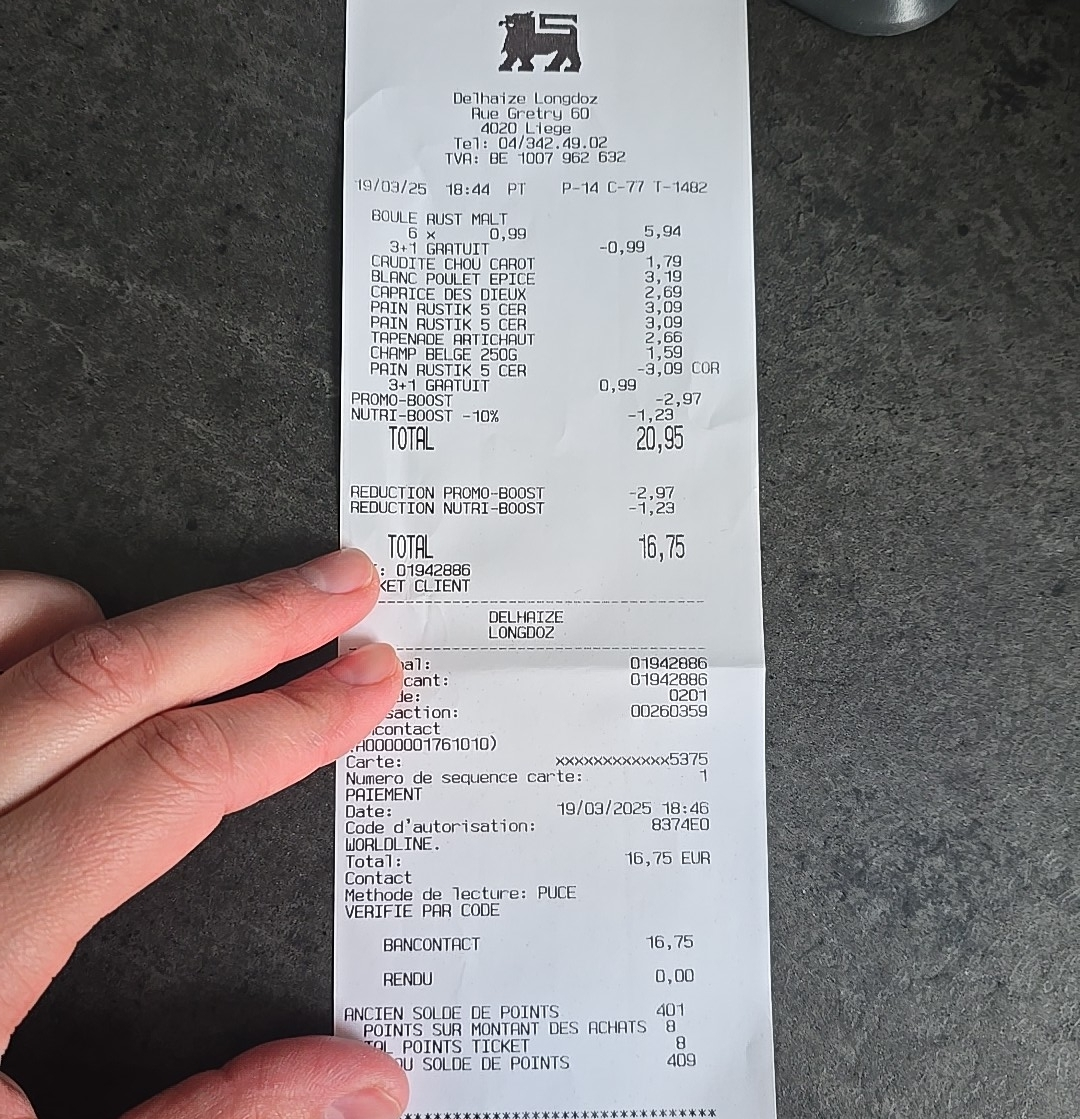 Delhaize Longdoz
Rue Gretry 60
4020 Liege
Tel: 04/342.49.02
TVA: BE 1007 962 632
19/03/25 18:44 PT P-14 C-77 T-1482
BOULE RUST MALT
6 x 0,99 5,94
3+1 GRATUIT -0,99
CRUDITE CHOU CAROT 1,79
BLANC POULET EPICE 3,19
CAPRICE DES DIEUX 2,69
PAIN RUSTIK 5 CER 3,09
PAIN RUSTIK 5 CER 3,09
TAPENADE ARTICHAUT 2,66
CHAMP BELGE 250G 1,59
PAIN RUSTIK 5 CER -3,09 COR
3+1 GRATUIT 0,99
PROMO-BOOST -2,97
NUTRI-BOOST -10% -1,23
TOTAL 20,95
REDUCTION PROMO-BOOST -2,97
REDUCTION NUTRI-BOOST -1,23
TOTAL 16,75
: 01942886
KET CLIENT
DELHAIZE
LONGDOZ
nal: 01942886
cant: 01942886
de: 0201
saction: 00260359
contact
(A0000001761010)
Carte: xxxxxxxxxxxxx5375
Numero de sequence carte: 1
PAIEMENT
Date: 19/03/2025 18:46
Code d'autorisation: 8374E0
WORLDLINE.
Total: 16,75 EUR
Contact
Methode de lecture: PUCE
VERIFIE PAR CODE
BANCONTACT 16,75
RENDU 0,00
ANCIEN SOLDE DE POINTS 401
POINTS SUR MONTANT DES ACHATS 8
TAL POINTS TICKET 8
AU SOLDE DE POINTS 409